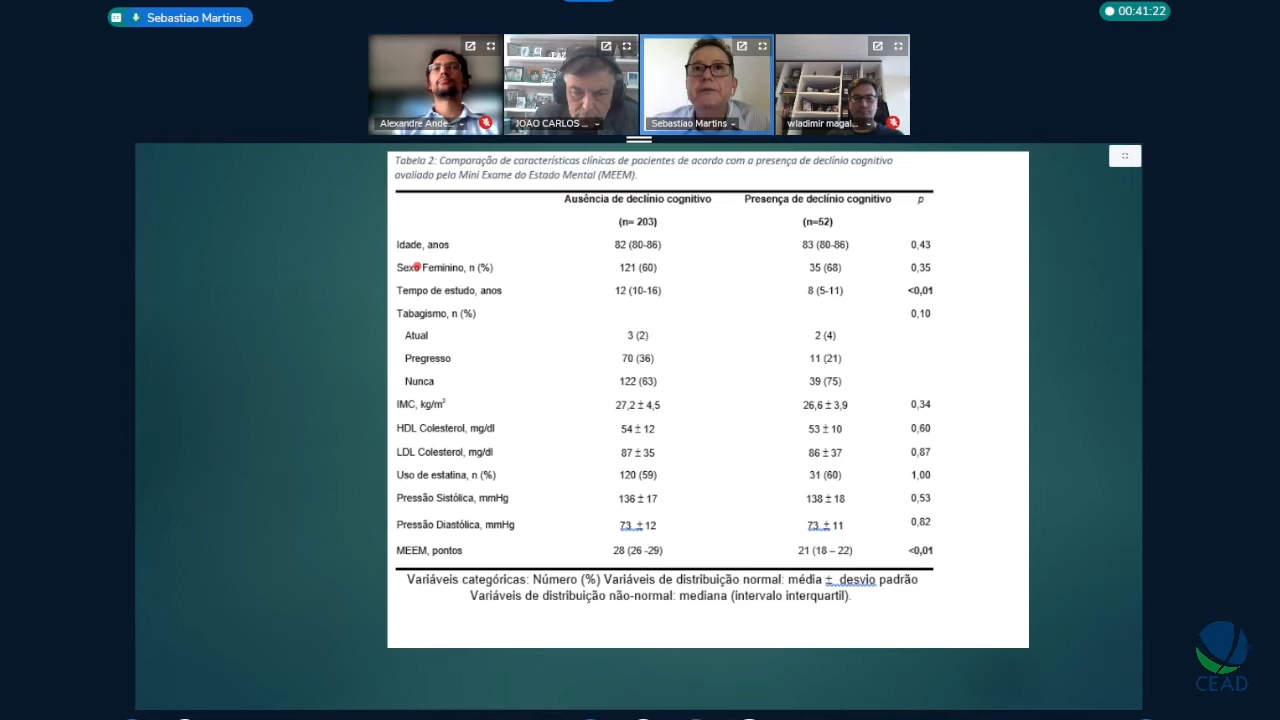 Sebastiao Martins
00:41:22
Alexandre Ande...
JOAO CARLOS ...
Sebastiao Martins
wladimir magal...
Tabela 2: Comparação de características clínicas de pacientes de acordo com a presença de declínio cognitivo
avaliado pelo Mini Exame do Estado Mental (MEEM).
Ausência de declínio cognitivo Presença de declínio cognitivo p
(n= 203) (n=52)
Idade, anos 82 (80-86) 83 (80-86) 0,43
Sexo Feminino, n (%) 121 (60) 35 (68) 0,35
Tempo de estudo, anos 12 (10-16) 8 (5-11) <0,01
Tabagismo, n (%) 0,10
Atual 3 (2) 2 (4)
Pregresso 70 (36) 11 (21)
Nunca 122 (63) 39 (75)
IMC, kg/m² 27,2 ± 4,5 26,6 ± 3,9 0,34
HDL Colesterol, mg/dl 54 ± 12 53 ± 10 0,60
LDL Colesterol, mg/dl 87 ± 35 86 ± 37 0,87
Uso de estatina, n (%) 120 (59) 31 (60) 1,00
Pressão Sistólica, mmHg 136 ± 17 138 ± 18 0,53
Pressão Diastólica, mmHg 73 ± 12 73 ± 11 0,82
MEEM, pontos 28 (26 -29) 21 (18 – 22) <0,01
Variáveis categóricas: Número (%) Variáveis de distribuição normal: média ± desvio padrão
Variáveis de distribuição não-normal: mediana (intervalo interquartil).
CEAD